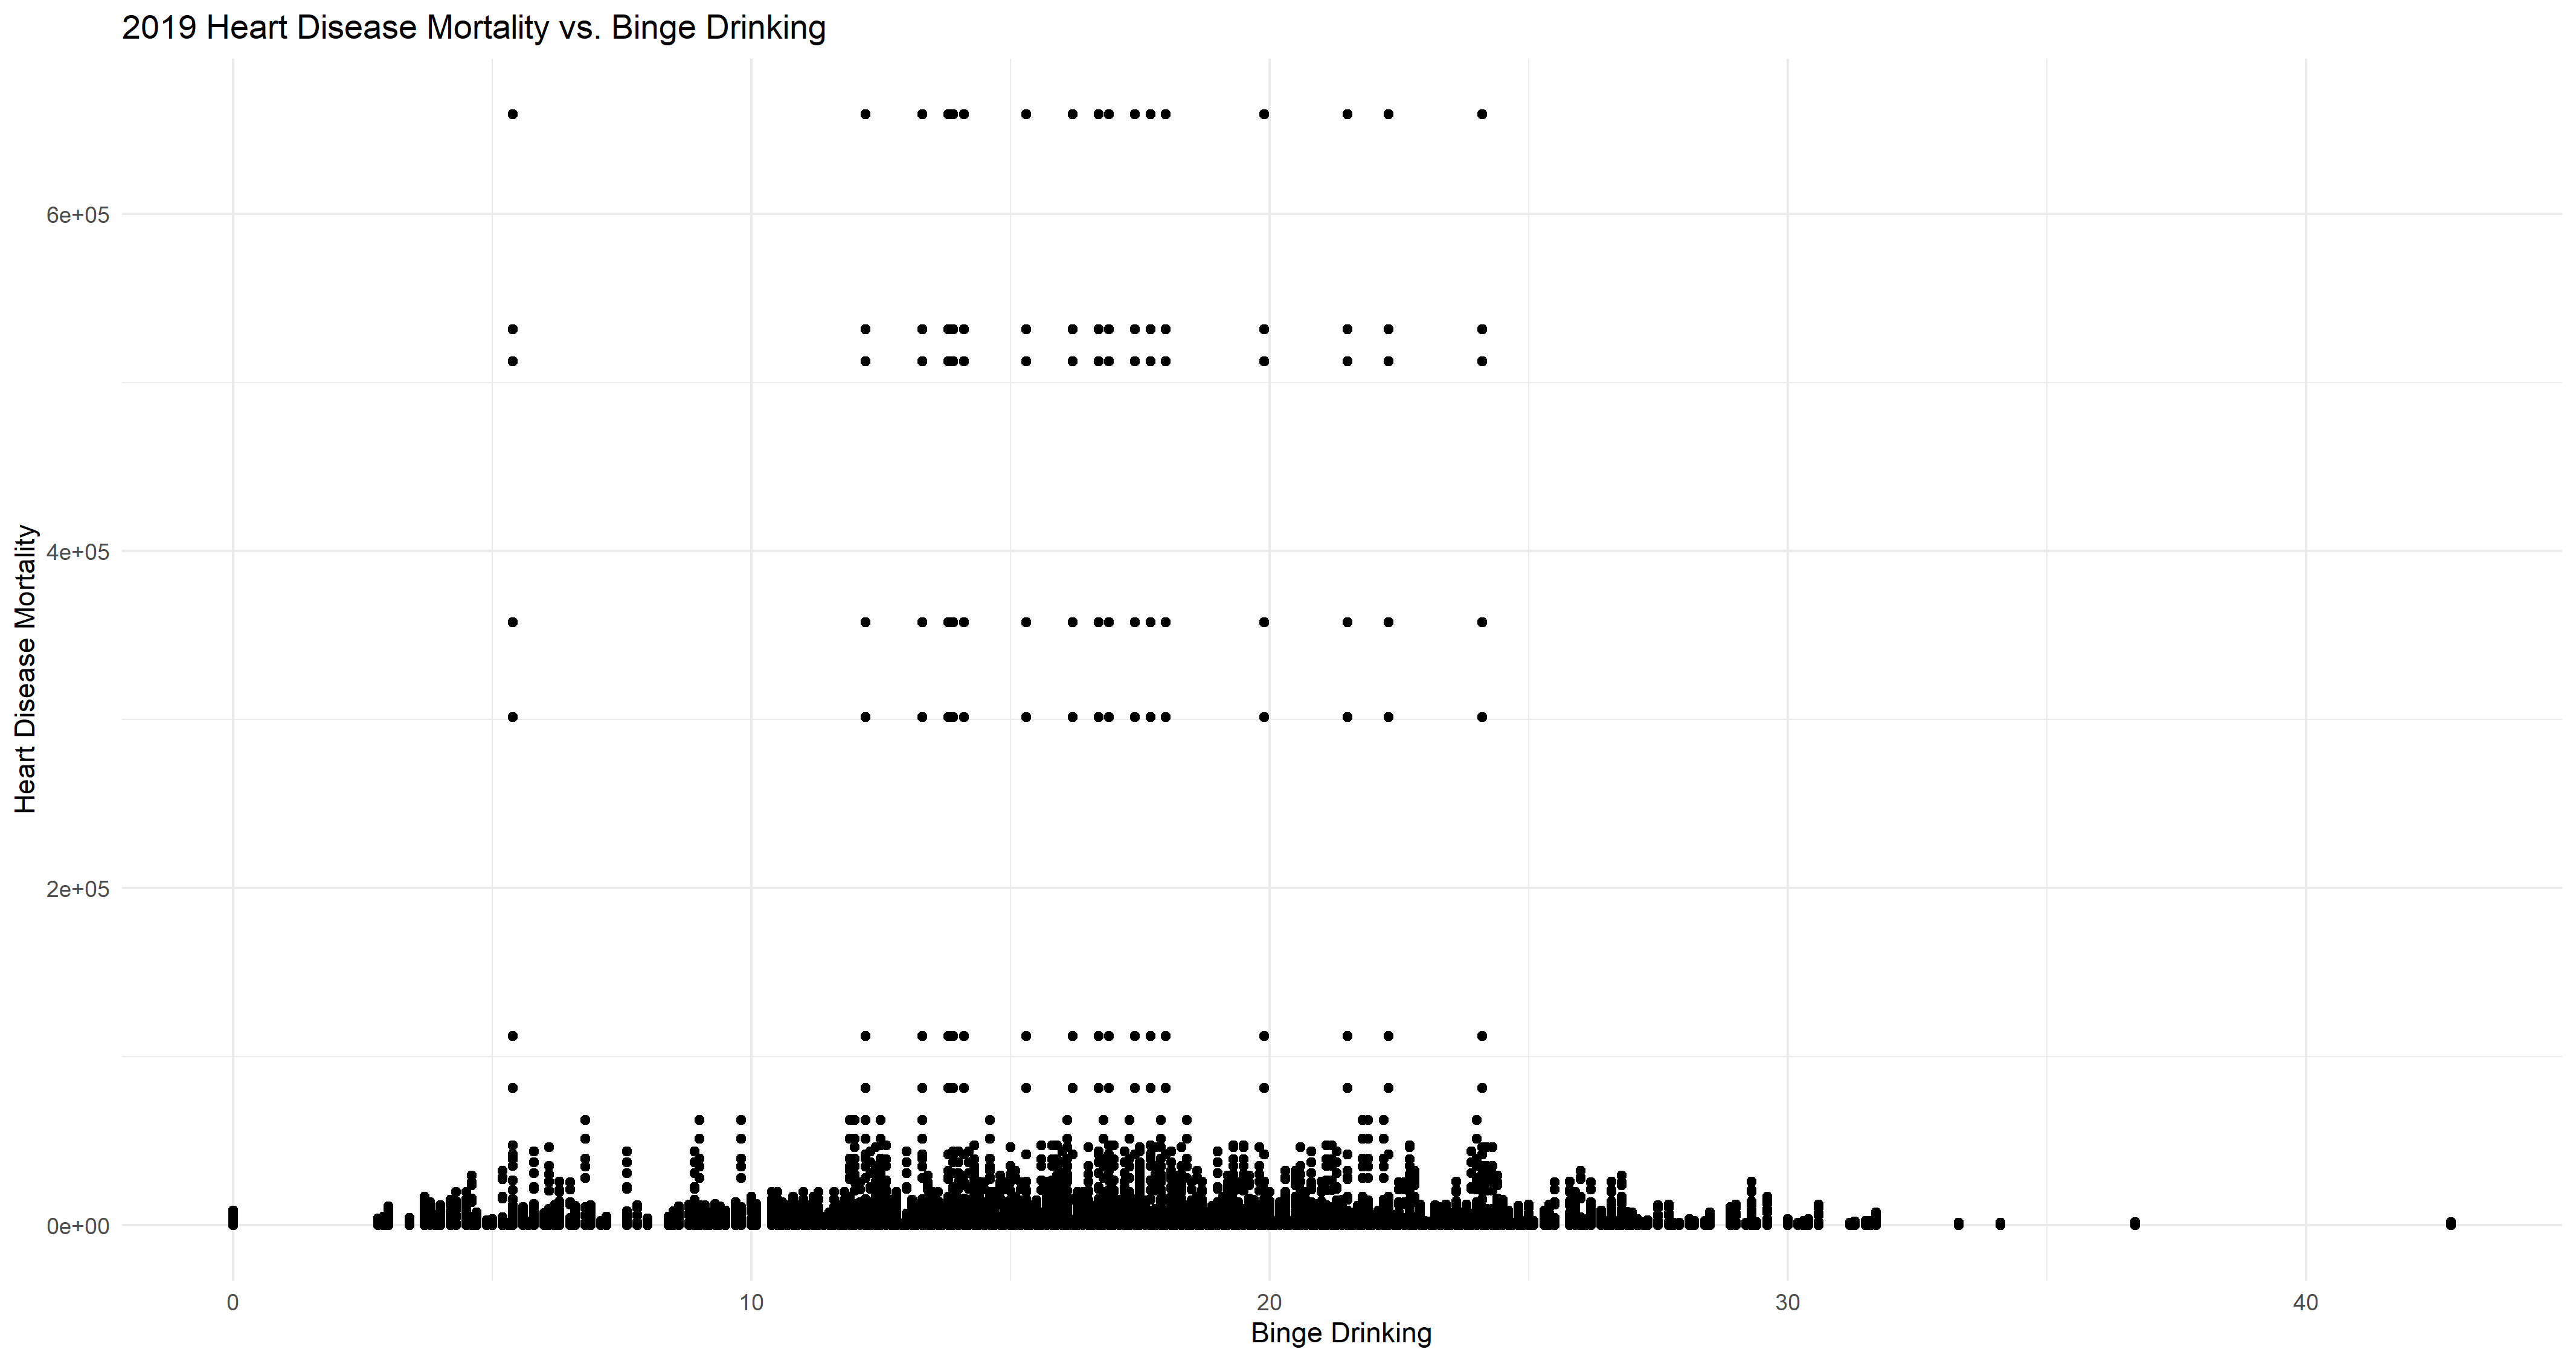 2019 Heart Disease Mortality vs. Binge Drinking
6e+05
4e+05
2e+05
0e+00
Heart Disease Mortality
0 10 20 30 40
Binge Drinking